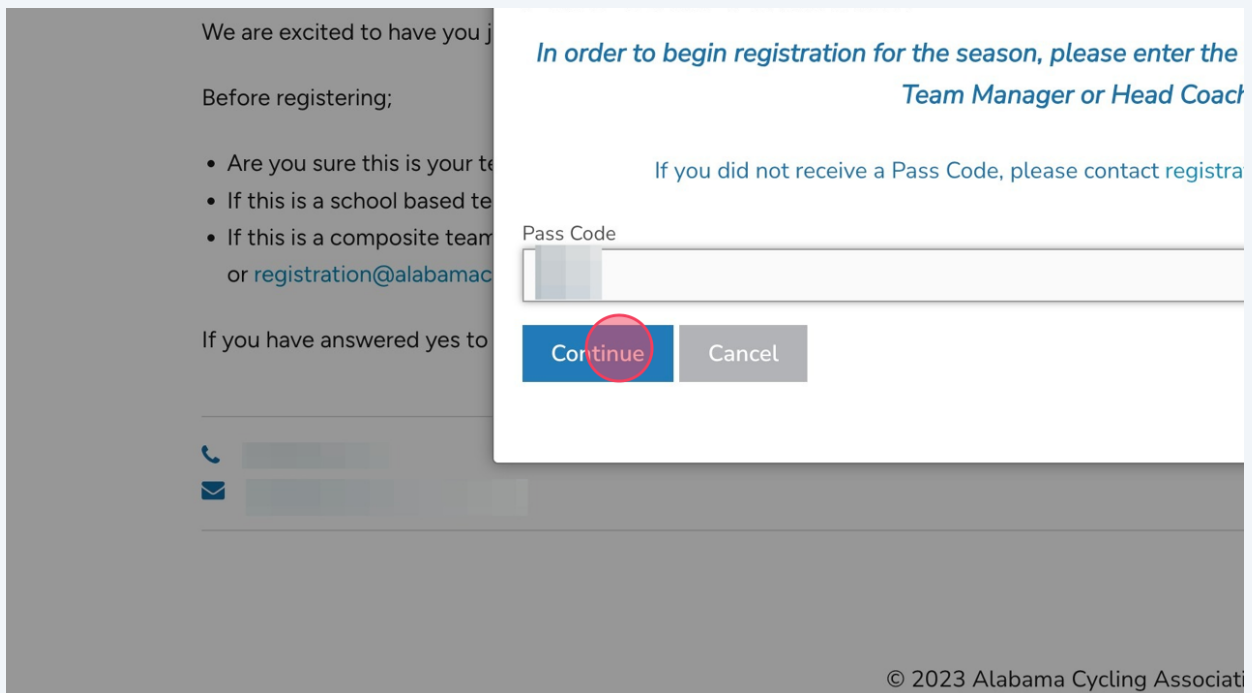 We are excited to have you j
Before registering;
• Are you sure this is your te
• If this is a school based te
• If this is a composite team
or registration@alabamac
If you have answered yes to
In order to begin registration for the season, please enter the
Team Manager or Head Coach
If you did not receive a Pass Code, please contact registra
Pass Code
Continue Cancel
© 2023 Alabama Cycling Associati